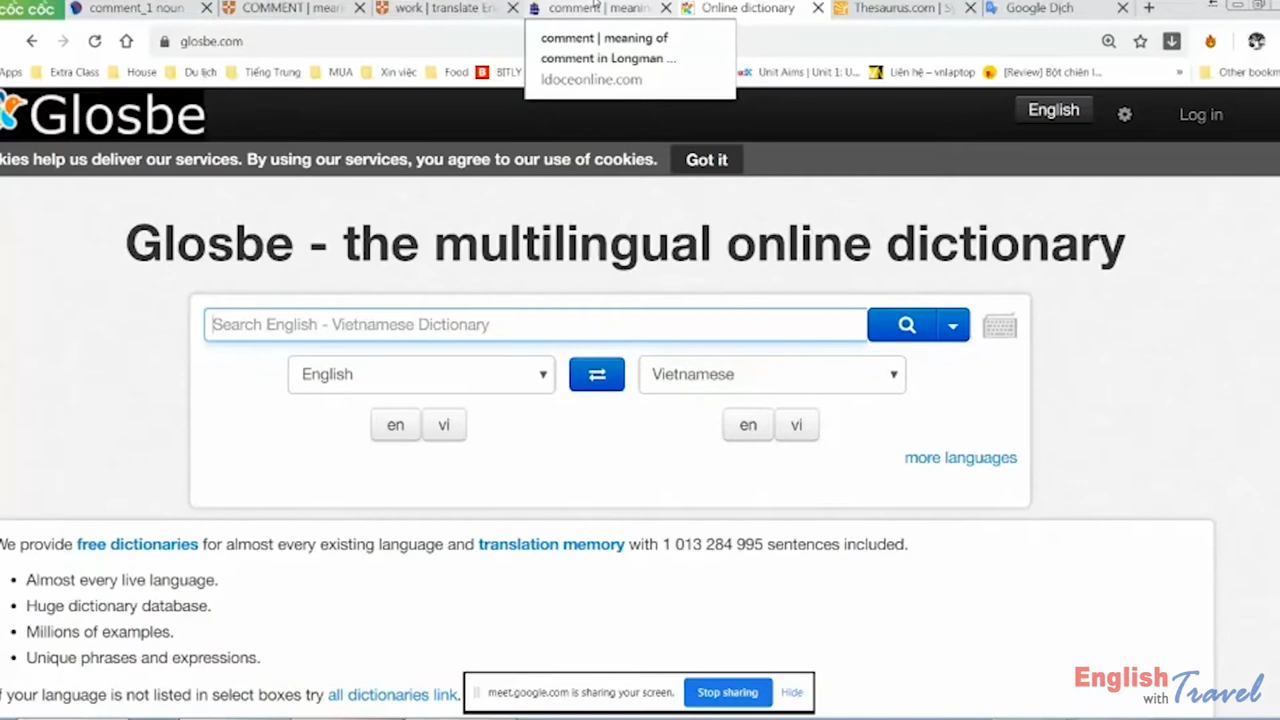 cốc cốc
comment_1 noun
COMMENT | mean
work | translate En
comment | meanin
Online dictionary
Thesaurus.com | Sy
Google Dịch
glosbe.com
comment | meaning of
comment in Longman ...
ldoceonline.com
Apps
Extra Class
House
Du lịch
Tiếng Trung
MUA
Xin việc
Food
BITLY
Unit Aims | Unit 1: U...
Liên hệ – vnlaptop
[Review] Bột chiên l...
»
Other bookm
Glosbe
English
Log in
kies help us deliver our services. By using our services, you agree to our use of cookies.
Got it
Glosbe - the multilingual online dictionary
Search English - Vietnamese Dictionary
English
Vietnamese
en
vi
en
vi
more languages
We provide free dictionaries for almost every existing language and translation memory with 1 013 284 995 sentences included.
• Almost every live language.
• Huge dictionary database.
• Millions of examples.
• Unique phrases and expressions.
f your language is not listed in select boxes try all dictionaries link.
meet.google.com is sharing your screen.
Stop sharing
Hide
English
with Travel